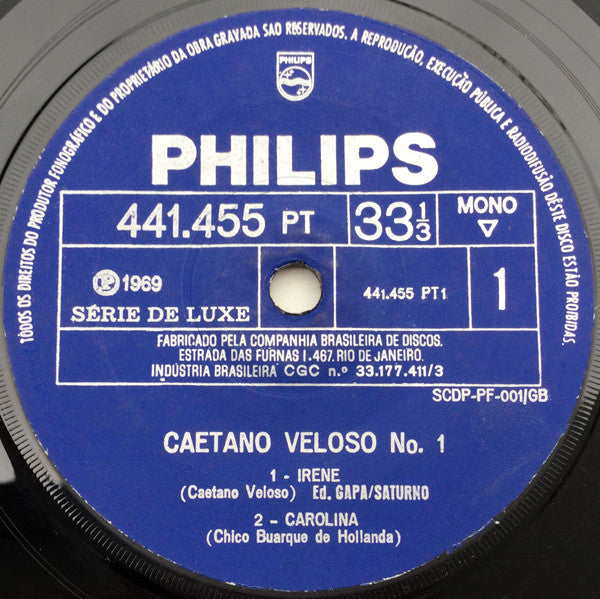 TODOS OS DIREITOS DO PRODUTOR FONOGRÁFICO E DO PROPRIETÁRIO DA OBRA GRAVADA SAO RESERVADOS. A REPRODUÇÃO, EXECUÇÃO PÚBLICA E RADIODIFUSÃO DÊSTE DISCO ESTÃO PROIBIDAS.
PHILIPS
PHILIPS
441.455 PT 33 1/3 MONO
Ⓟ 1969
SÉRIE DE LUXE
441.455 PT1
1
FABRICADO PELA COMPANHIA BRASILEIRA DE DISCOS.
ESTRADA DAS FURNAS 1.467. RIO DE JANEIRO.
INDÚSTRIA BRASILEIRA CGC n.º 33.177.411/3
SCDP-PF-001/GB
CAETANO VELOSO No. 1
1 - IRENE
(Caetano Veloso) Ed. GAPA/SATURNO
2 - CAROLINA
(Chico Buarque de Hollanda)